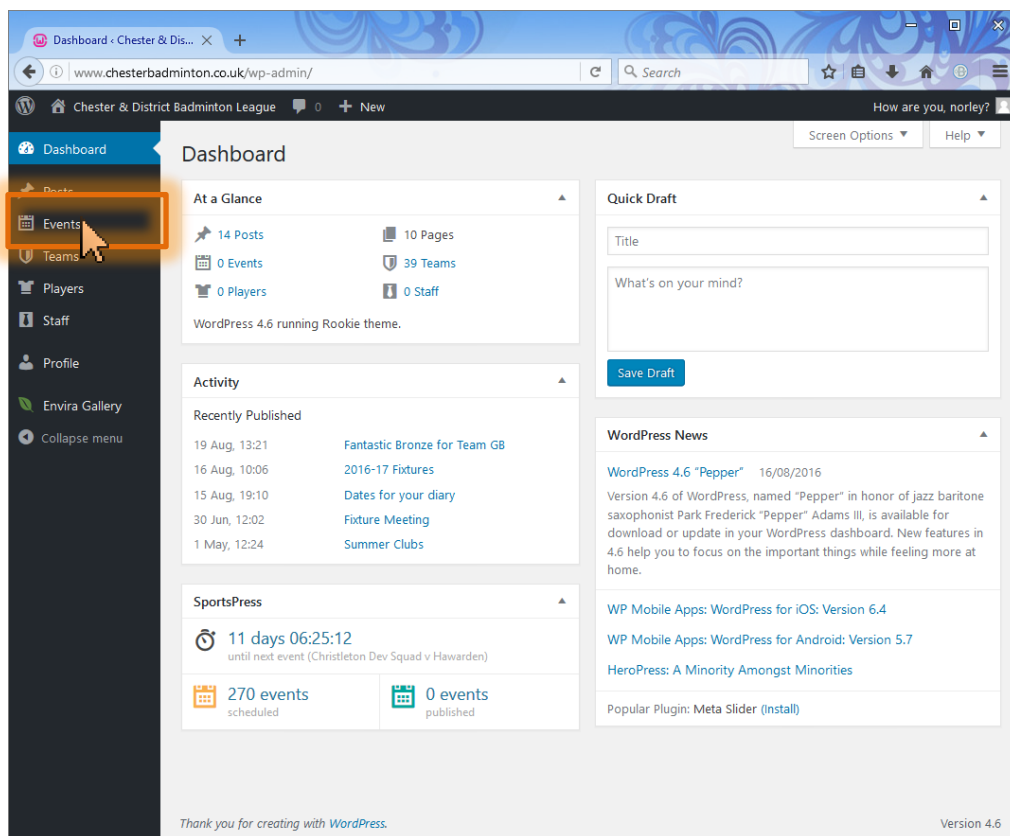 Dashboard ‹ Chester & Dis...
www.chesterbadminton.co.uk/wp-admin/
Search
Chester & District Badminton League 0 + New
How are you, norley?
Screen Options ▼
Help ▼
Dashboard
Posts
Events
Teams
Players
Staff
Profile
Envira Gallery
Collapse menu
Dashboard
At a Glance
14 Posts 10 Pages
0 Events 39 Teams
0 Players 0 Staff
WordPress 4.6 running Rookie theme.
Activity
Recently Published
19 Aug, 13:21 Fantastic Bronze for Team GB
16 Aug, 10:06 2016-17 Fixtures
15 Aug, 19:10 Dates for your diary
30 Jun, 12:02 Fixture Meeting
1 May, 12:24 Summer Clubs
SportsPress
11 days 06:25:12
until next event (Christleton Dev Squad v Hawarden)
270 events 0 events
scheduled published
Quick Draft
Title
What's on your mind?
Save Draft
WordPress News
WordPress 4.6 “Pepper” 16/08/2016
Version 4.6 of WordPress, named “Pepper” in honor of jazz baritone
saxophonist Park Frederick “Pepper” Adams III, is available for
download or update in your WordPress dashboard. New features in
4.6 help you to focus on the important things while feeling more at
home.
WP Mobile Apps: WordPress for iOS: Version 6.4
WP Mobile Apps: WordPress for Android: Version 5.7
HeroPress: A Minority Amongst Minorities
Popular Plugin: Meta Slider (Install)
Thank you for creating with WordPress.
Version 4.6